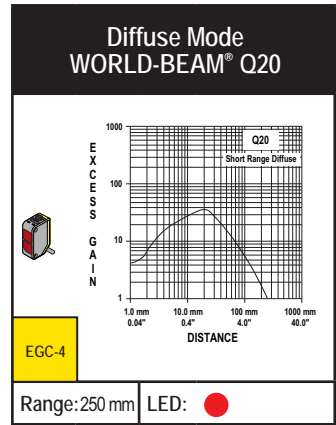 Diffuse Mode
WORLD-BEAM® Q20
EXCESS GAIN
1000
100
10
1
Q20
Short Range Diffuse
1.0 mm 10.0 mm 100 mm 1000 mm
0.04" 0.4" 4.0" 40.0"
DISTANCE
EGC-4
Range: 250 mm LED: